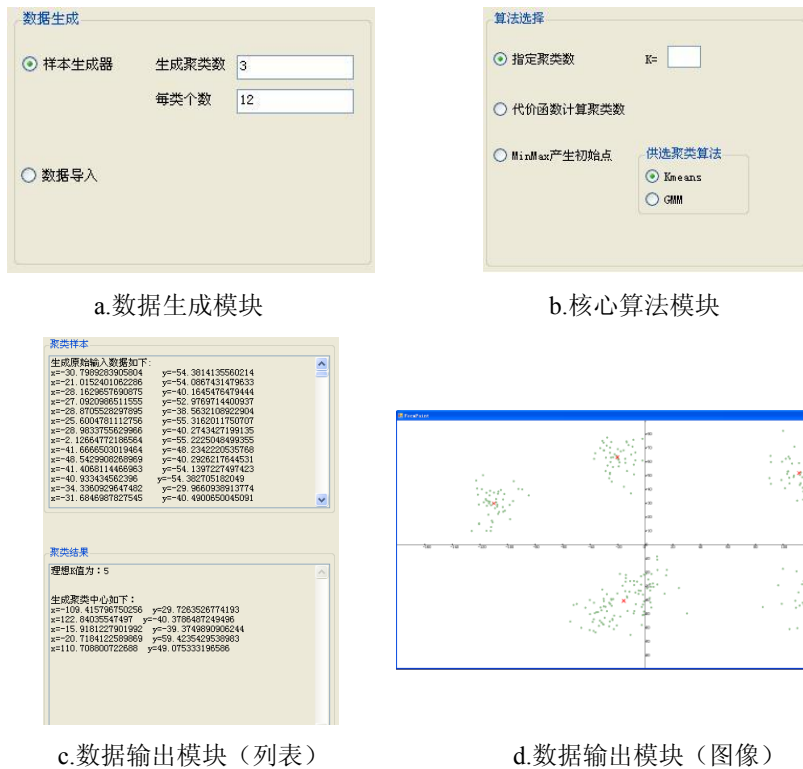 数据生成
样本生成器 生成聚类数 3
每类个数 12
数据导入
a.数据生成模块
算法选择
指定聚类数 K=
代价函数计算聚类数
MinMax产生初始点 供选聚类算法
Kmeans
GMM
b.核心算法模块
聚类样本
生成原始输入数据如下:
x=-30.7989283905804 y=-54.3814135560214
x=-21.0152401062286 y=-54.0867431479633
x=-28.1629657690875 y=-40.1645476479444
x=-27.0920986511555 y=-52.9769714400937
x=-28.8705528297895 y=-38.5632108922904
x=-25.6004781112756 y=-55.3162011750707
x=-28.9833755629966 y=-40.2743427199135
x=-2.12664772186564 y=-55.2225048499355
x=-41.6666503019464 y=-48.2342220535768
x=-48.5429908268969 y=-40.2926217644531
x=-41.4068114466963 y=-54.1397227497423
x=-40.933434562396 y=-54.382705182049
x=-34.3360929647482 y=-29.9660938913774
x=-31.6846987827545 y=-40.4900650045091
聚类结果
理想K值为：5
生成聚类中心如下：
x=-109.415796750256 y=29.7263526774193
x=122.84035547497 y=-40.3786487249496
x=-15.9181227901992 y=-39.3749890906244
x=-20.7184122589869 y=59.4235429538983
x=110.708800722688 y=49.075333196586
c.数据输出模块（列表）
FormPaint
d.数据输出模块（图像）